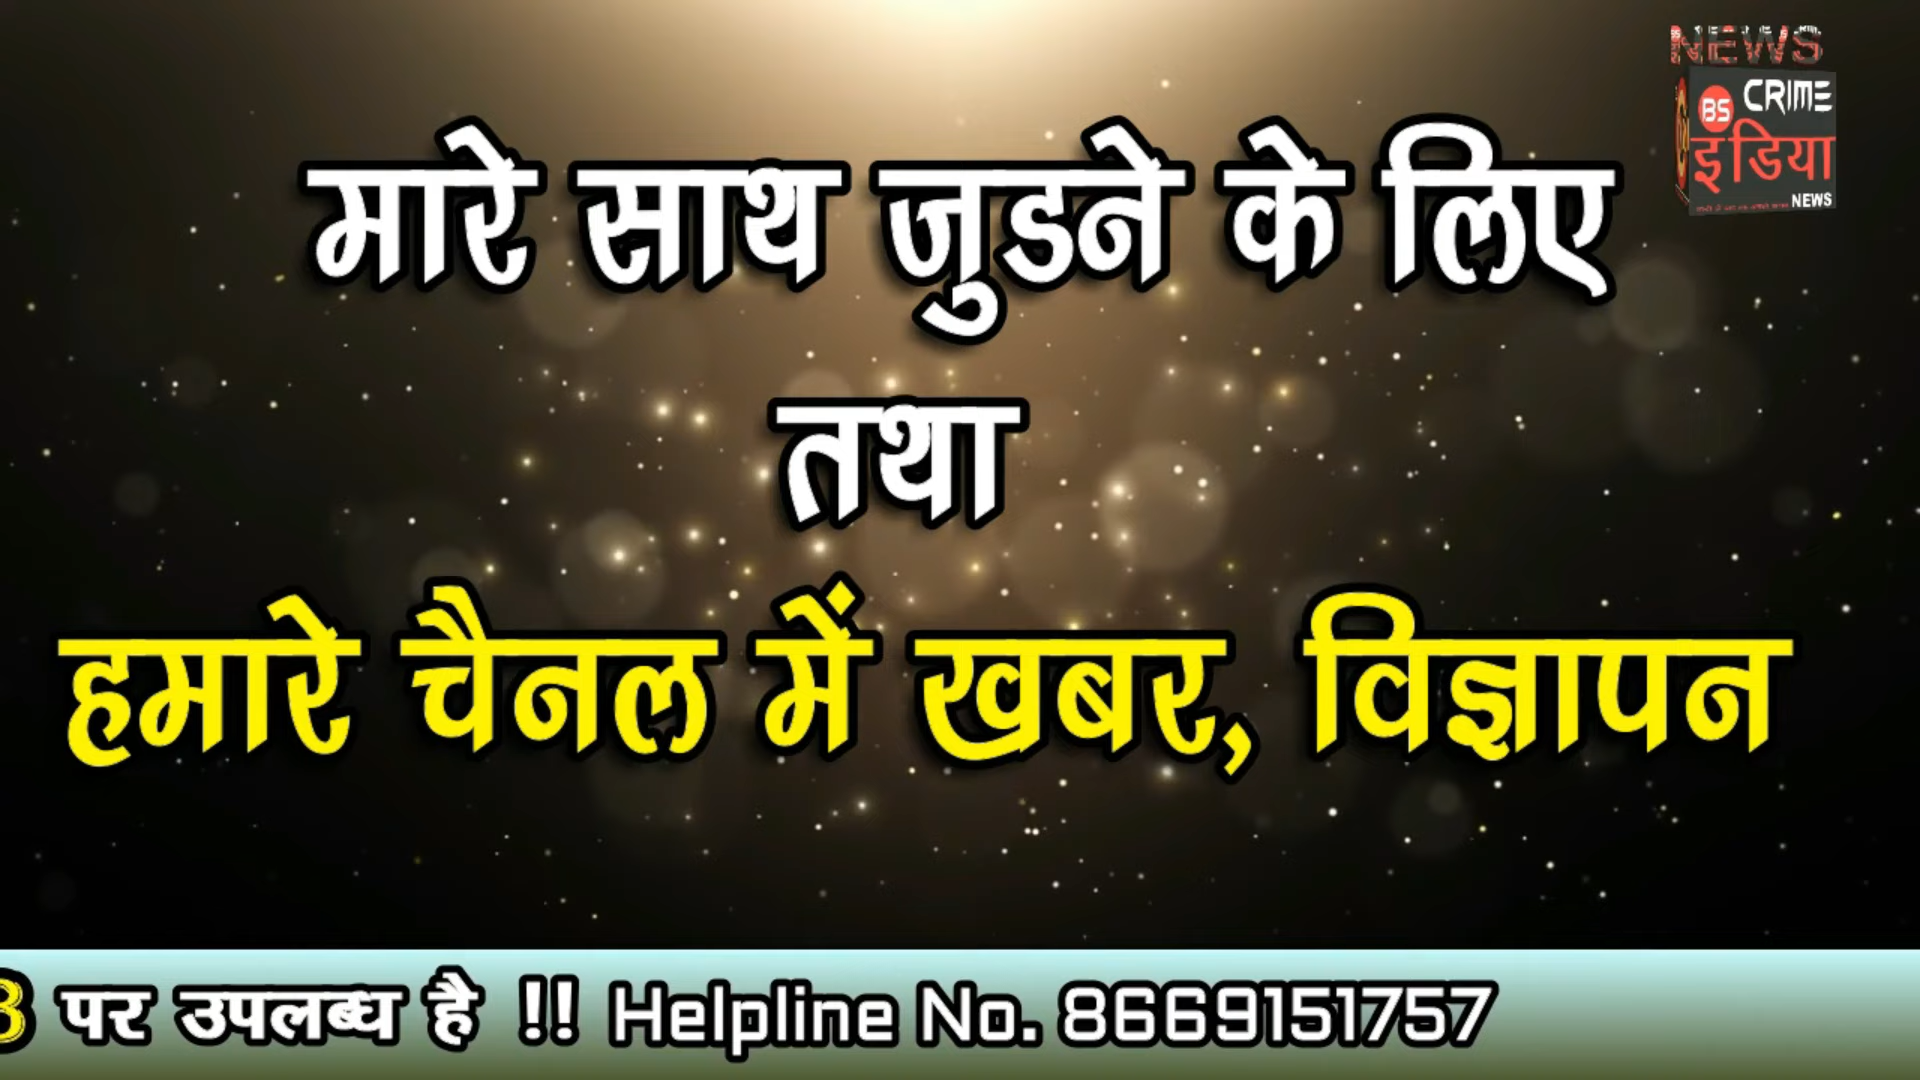 NEWS
BS CRIME
इंडिया
NEWS
मारे साथ जुडने के लिए
तथा
हमारे चैनल में खबर, विज्ञापन
पर उपलब्ध है !! Helpline No. 8669151757